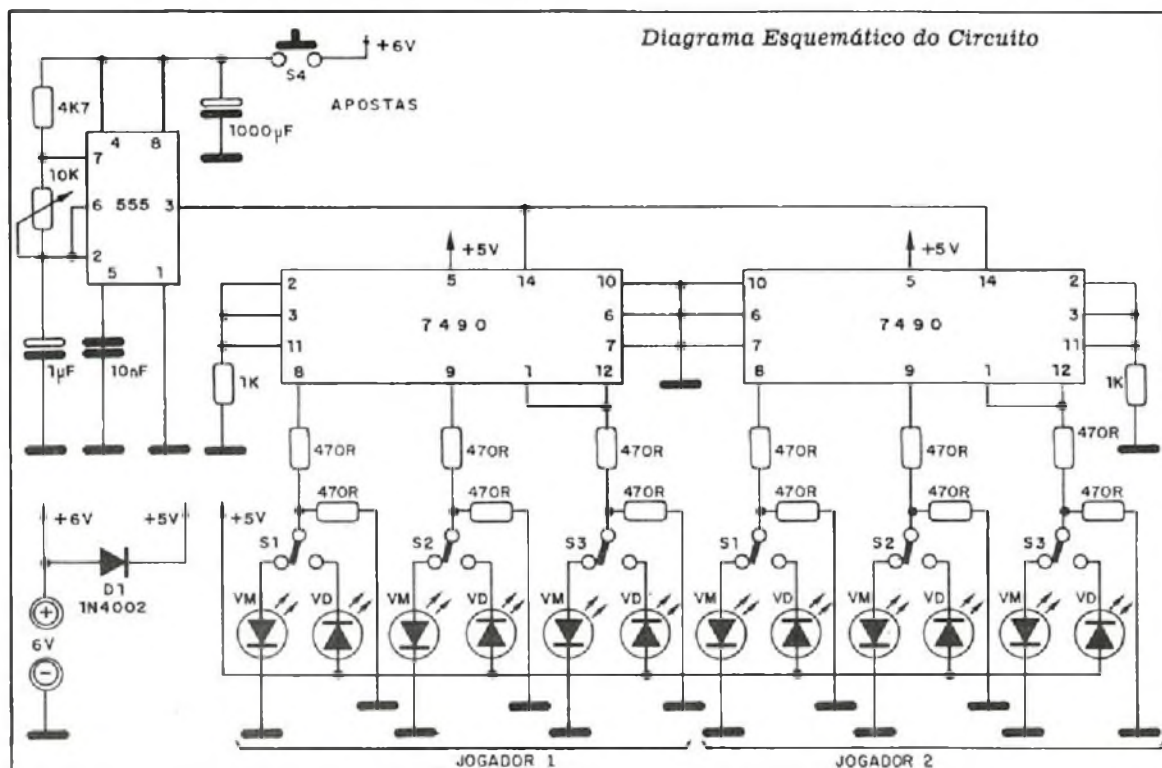 Diagrama Esquemático do Circuito
+6V
S4
APOSTAS
1000µF
4K7
4 8
7
10K
6 555 3
2
5 1
1µF
10nF
+5V
+5V
2 5 14 10
3 7490 6
11 7
8 9 1 12
1K
10 5 14 2
6 7490 3
7 11
8 9 1 12
1K
470R 470R 470R 470R 470R 470R
470R 470R 470R 470R 470R 470R
+6V +5V +5V
S1 S2 S3 S1 S2 S3
D1
1N4002
VM VD VM VD VM VD VM VD VM VD VM VD
6V
JOGADOR 1 JOGADOR 2